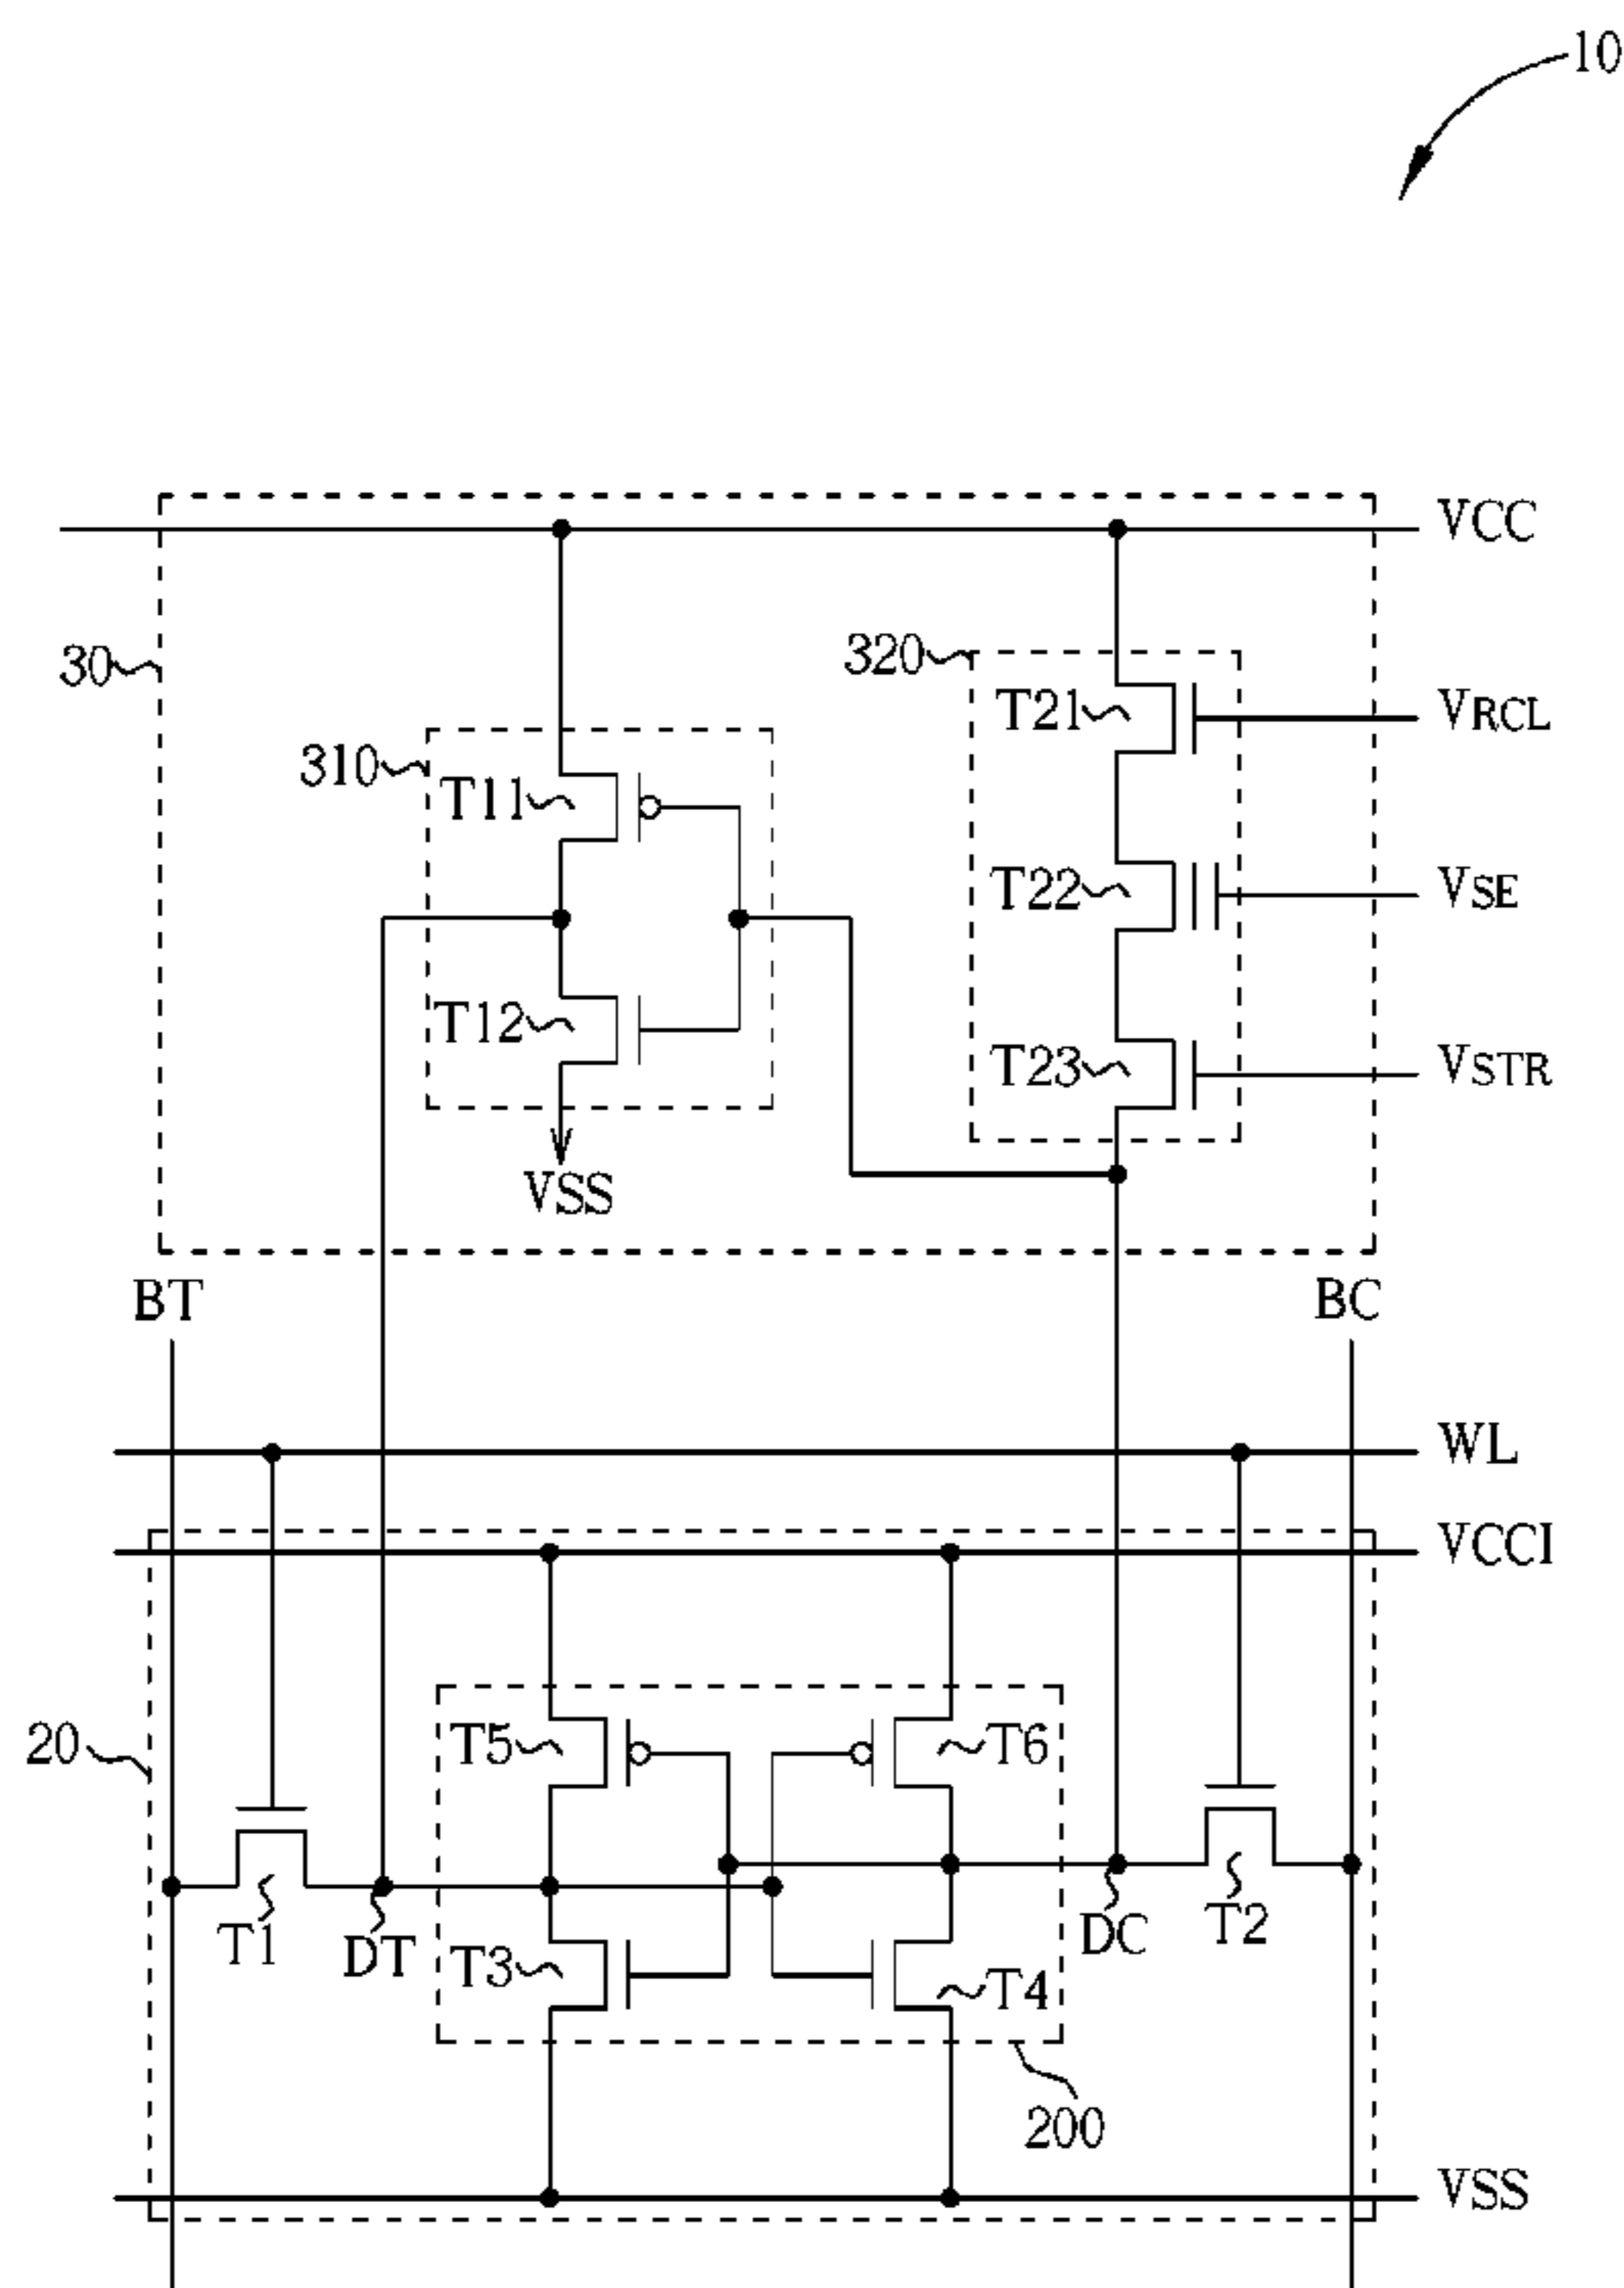 10
VCC
30
320
T21
VRCL
310
T11
T22
VSE
T12
T23
VSTR
VSS
BT
BC
WL
VCCI
20
T5
T6
T1
DT
T3
DC
T2
T4
200
VSS